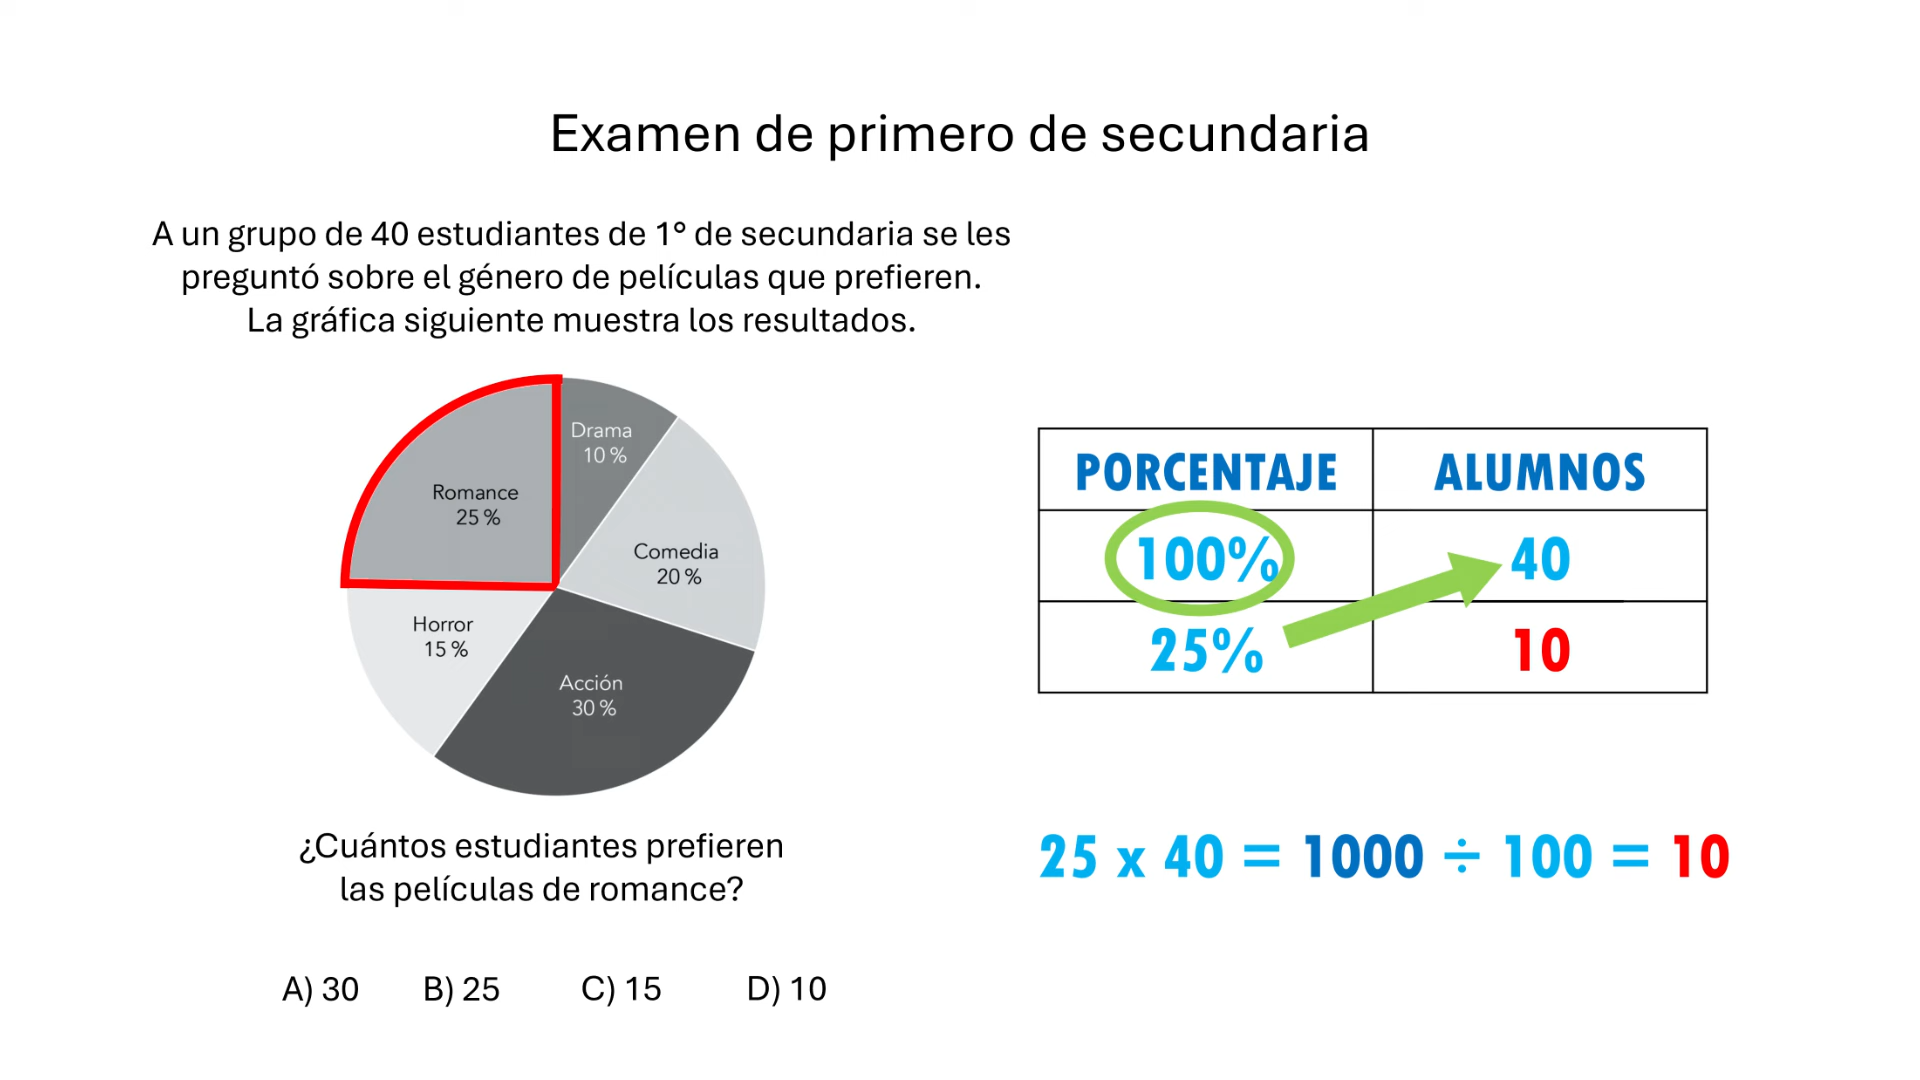 Examen de primero de secundaria
A un grupo de 40 estudiantes de 1° de secundaria se les
preguntó sobre el género de películas que prefieren.
La gráfica siguiente muestra los resultados.
Drama
10 %
Romance
25 %
Comedia
20 %
Horror
15 %
Acción
30 %
PORCENTAJE ALUMNOS
100% 40
25% 10
¿Cuántos estudiantes prefieren
las películas de romance?
25 x 40 = 1000 ÷ 100 = 10
A) 30 B) 25 C) 15 D) 10